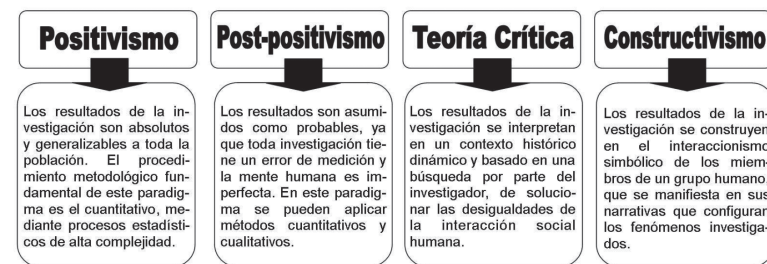 Positivismo
Los resultados de la in-
vestigación son absolutos
y generalizables a toda la
población. El procedi-
miento metodológico fun-
damental de este paradig-
ma es el cuantitativo, me-
diante procesos estadísti-
cos de alta complejidad.
Post-positivismo
Los resultados son asumi-
dos como probables, ya
que toda investigación tie-
ne un error de medición y
la mente humana es im-
perfecta. En este paradig-
ma se pueden aplicar
métodos cuantitativos y
cualitativos.
Teoría Crítica
Los resultados de la in-
vestigación se interpretan
en un contexto histórico
dinámico y basado en una
búsqueda por parte del
investigador, de solucio-
nar las desigualdades de
la interacción social
humana.
Constructivismo
Los resultados de la in-
vestigación se construyen
en el interaccionismo
simbólico de los miem-
bros de un grupo humano,
que se manifiesta en sus
narrativas que configuran
los fenómenos investiga-
dos.